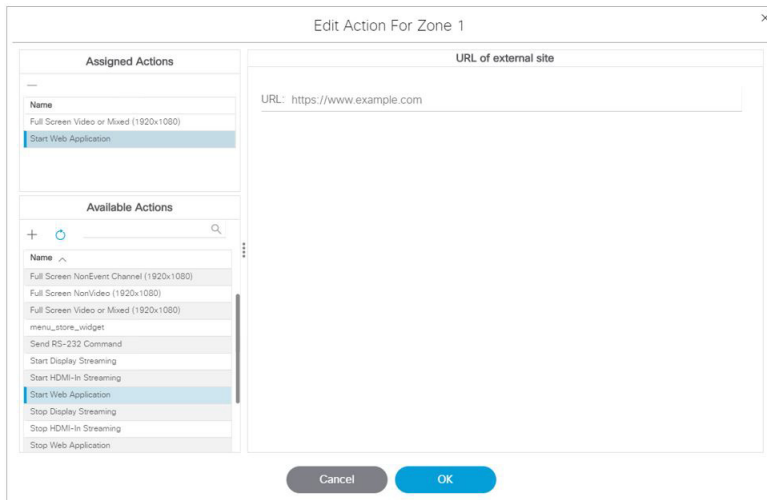 Edit Action For Zone 1
Assigned Actions
Name
Full Screen Video or Mixed (1920x1080)
Start Web Application
Available Actions
Name
Full Screen NonEvent Channel (1920x1080)
Full Screen NonVideo (1920x1080)
Full Screen Video or Mixed (1920x1080)
menu_store_widget
Send RS-232 Command
Start Display Streaming
Start HDMI-In Streaming
Start Web Application
Stop Display Streaming
Stop HDMI-In Streaming
Stop Web Application
URL of external site
URL: https://www.example.com
Cancel
OK